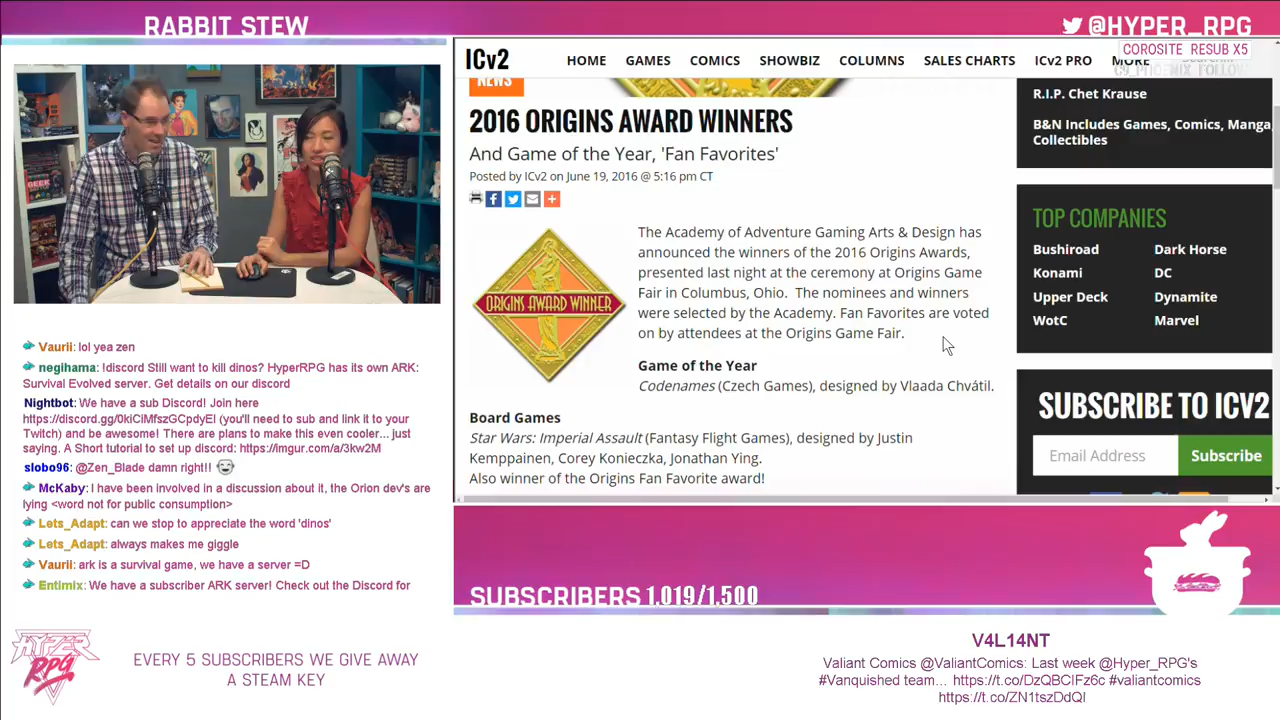 RABBIT STEW
@HYPER_RPG
COROSITE RESUB X5
ICv2
HOME GAMES COMICS SHOWBIZ COLUMNS SALES CHARTS ICv2 PRO MORE
NEWS
2016 ORIGINS AWARD WINNERS
And Game of the Year, 'Fan Favorites'
Posted by ICv2 on June 19, 2016 @ 5:16 pm CT
ORIGINS AWARD WINNER
The Academy of Adventure Gaming Arts & Design has
announced the winners of the 2016 Origins Awards,
presented last night at the ceremony at Origins Game
Fair in Columbus, Ohio. The nominees and winners
were selected by the Academy. Fan Favorites are voted
on by attendees at the Origins Game Fair.
Game of the Year
Codenames (Czech Games), designed by Vlaada Chvátil.
Board Games
Star Wars: Imperial Assault (Fantasy Flight Games), designed by Justin
Kemppainen, Corey Konieczka, Jonathan Ying.
Also winner of the Origins Fan Favorite award!
R.I.P. Chet Krause
B&N Includes Games, Comics, Manga,
Collectibles
TOP COMPANIES
Bushiroad Dark Horse
Konami DC
Upper Deck Dynamite
WotC Marvel
SUBSCRIBE TO ICV2
Email Address Subscribe
GEEK
Vaurii: lol yea zen
negihama: !discord Still want to kill dinos? HyperRPG has its own ARK:
Survival Evolved server. Get details on our discord
Nightbot: We have a sub Discord! Join here
https://discord.gg/0kiCiMfszGCpdyEI (you'll need to sub and link it to your
Twitch) and be awesome! There are plans to make this even cooler... just
saying. A Short tutorial to set up discord: https://imgur.com/a/3kw2M
slobo96: @Zen_Blade damn right!!
McKaby: I have been involved in a discussion about it, the Orion dev's are
lying <word not for public consumption>
Lets_Adapt: can we stop to appreciate the word 'dinos'
Lets_Adapt: always makes me giggle
Vaurii: ark is a survival game, we have a server =D
Entimix: We have a subscriber ARK server! Check out the Discord for
SUBSCRIBERS 1,019/1,500
HYPER
RPG
EVERY 5 SUBSCRIBERS WE GIVE AWAY
A STEAM KEY
V4L14NT
Valiant Comics @ValiantComics: Last week @Hyper_RPG's
#Vanquished team... https://t.co/DzQBCIFz6c #valiantcomics
https://t.co/ZN1tszDdQI